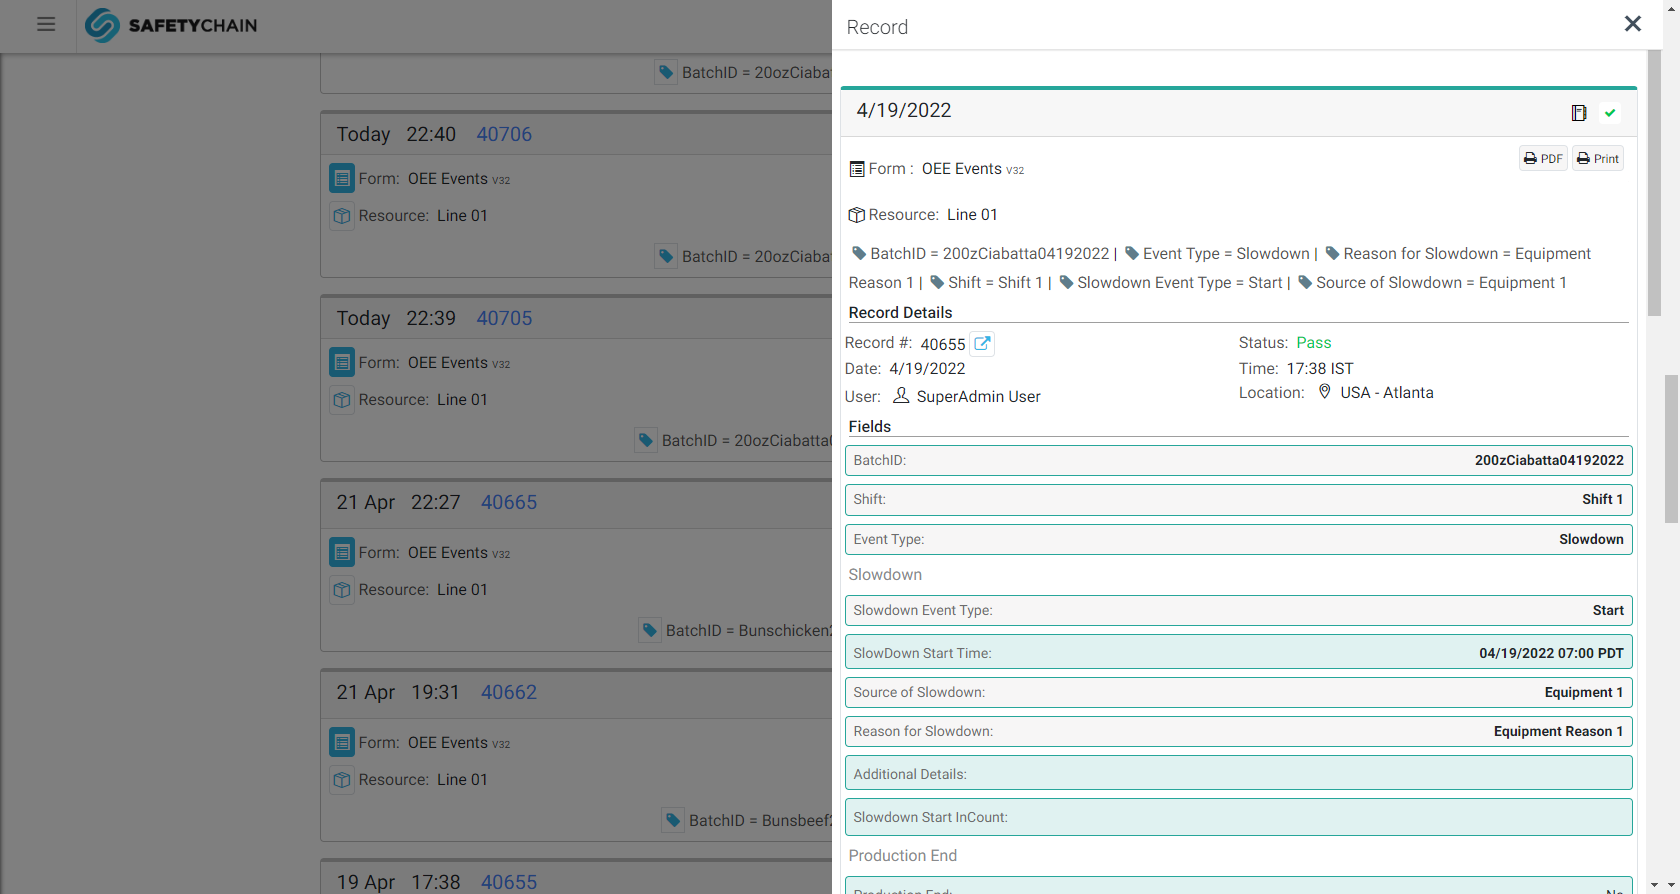 SAFETYCHAIN
BatchID = 20ozCiaba
Today 22:40 40706
Form: OEE Events V32
Resource: Line 01
BatchID = 20ozCiaba
Today 22:39 40705
Form: OEE Events V32
Resource: Line 01
BatchID = 20ozCiabatta
21 Apr 22:27 40665
Form: OEE Events V32
Resource: Line 01
BatchID = Bunschicken
21 Apr 19:31 40662
Form: OEE Events V32
Resource: Line 01
BatchID = Bunsbeef
19 Apr 17:38 40655
Record
4/19/2022
PDF Print
Form : OEE Events V32
Resource: Line 01
BatchID = 200zCiabatta04192022 | Event Type = Slowdown | Reason for Slowdown = Equipment
Reason 1 | Shift = Shift 1 | Slowdown Event Type = Start | Source of Slowdown = Equipment 1
Record Details
Record #: 40655 Status: Pass
Date: 4/19/2022 Time: 17:38 IST
User: SuperAdmin User Location: USA - Atlanta
Fields
BatchID: 200zCiabatta04192022
Shift: Shift 1
Event Type: Slowdown
Slowdown
Slowdown Event Type: Start
SlowDown Start Time: 04/19/2022 07:00 PDT
Source of Slowdown: Equipment 1
Reason for Slowdown: Equipment Reason 1
Additional Details:
Slowdown Start InCount:
Production End
Production End: No